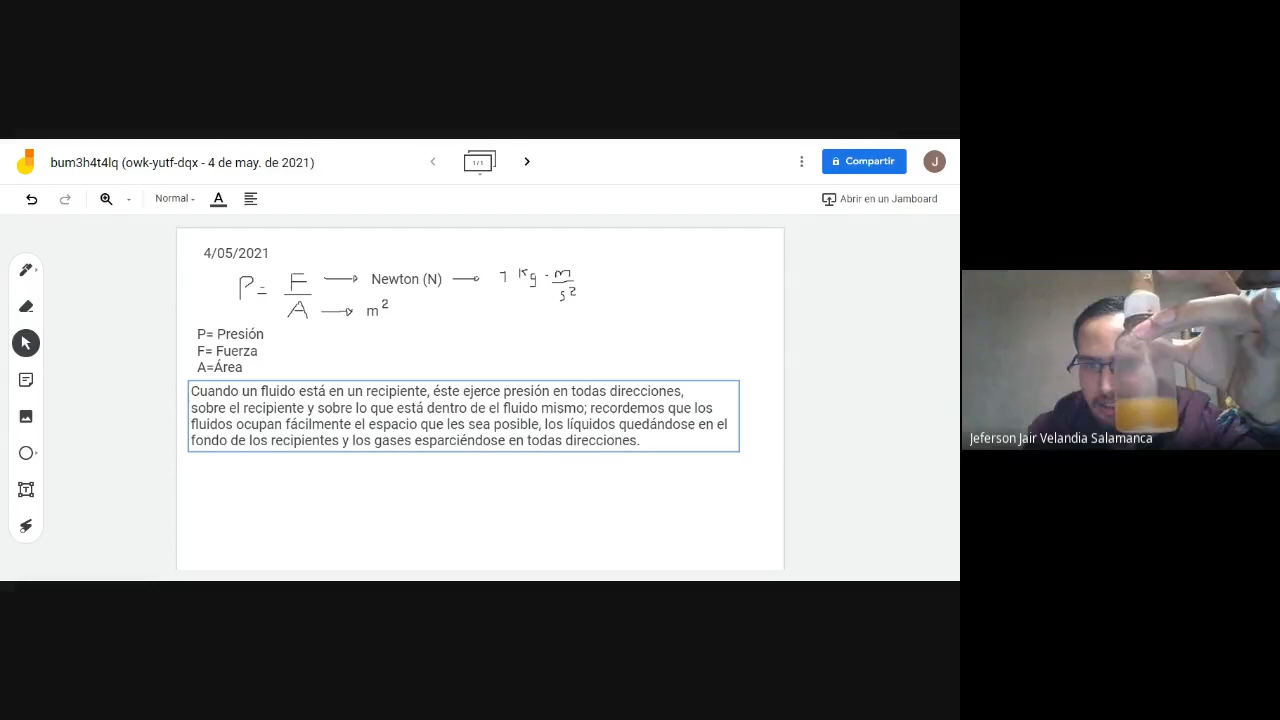 bum3h4t4lq (owk-yutf-dqx - 4 de may. de 2021)
1/1
Compartir
J
Normal
A
Abrir en un Jamboard
4/05/2021
P = F/A → Newton (N) → 1 Kg · m/s²
→ m²
P= Presión
F= Fuerza
A=Área
Cuando un fluido está en un recipiente, éste ejerce presión en todas direcciones,
sobre el recipiente y sobre lo que está dentro de el fluido mismo; recordemos que los
fluidos ocupan fácilmente el espacio que les sea posible, los líquidos quedándose en el
fondo de los recipientes y los gases esparciéndose en todas direcciones.
Jeferson Jair Velandia Salamanca